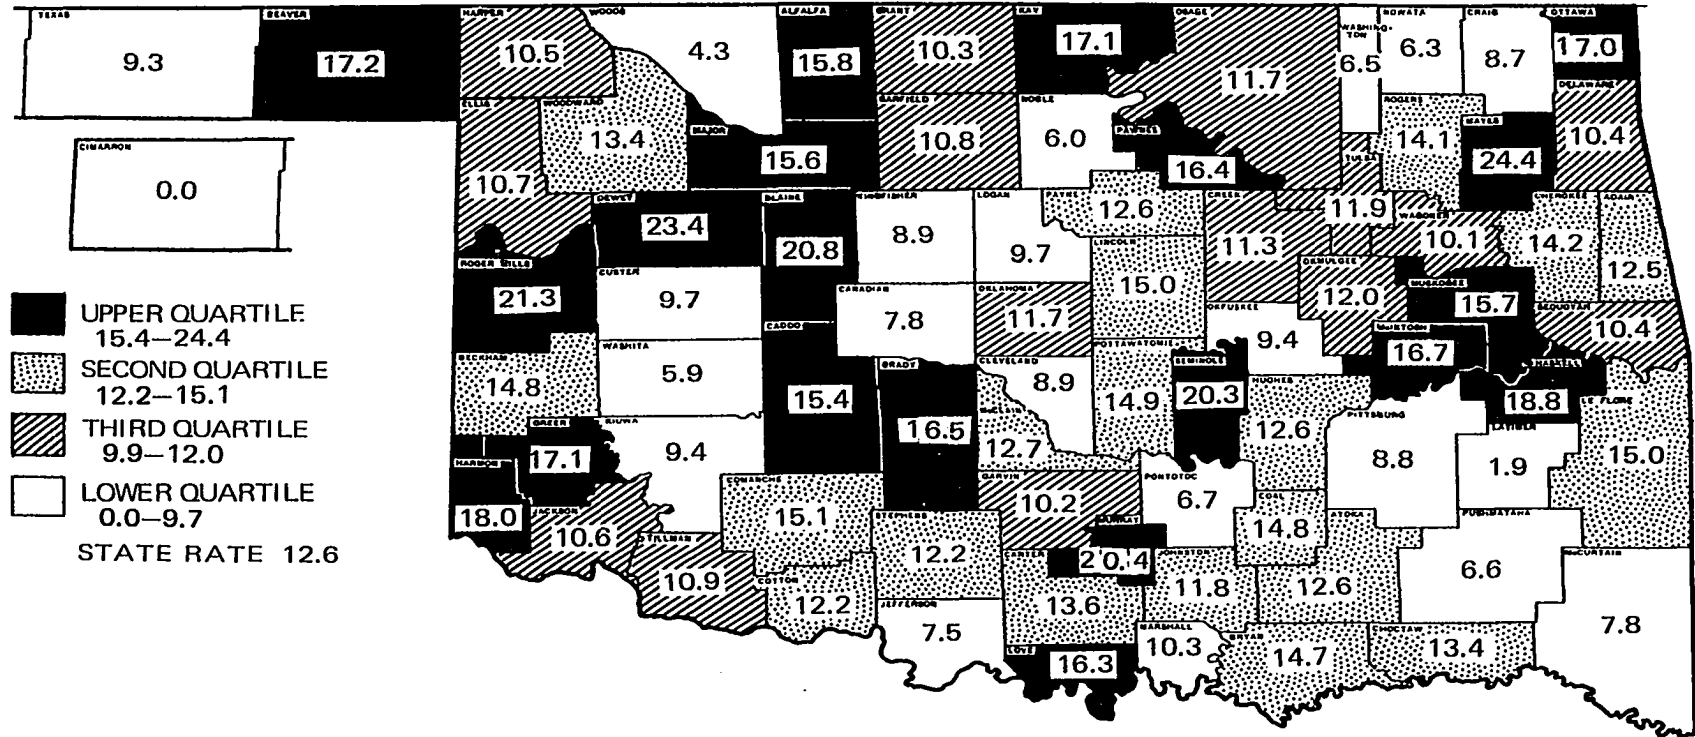 TEXAS
9.3
BEAVER
17.2
HARPER
10.5
WOODS
4.3
ALFALFA
15.8
GRANT
10.3
KAY
17.1
OSAGE
11.7
WASHING-
TON
6.5
NOWATA
6.3
CRAIG
8.7
OTTAWA
17.0
CIMARRON
0.0
ELLIS
10.7
WOODWARD
13.4
MAJOR
15.6
GARFIELD
10.8
NOBLE
6.0
PAWNEE
16.4
TULSA
11.9
ROGERS
14.1
MAYES
24.4
DELAWARE
10.4
DEWEY
23.4
BLAINE
20.8
KINGFISHER
8.9
LOGAN
9.7
PAYNE
12.6
CREEK
11.3
WAGONER
10.1
CHEROKEE
14.2
ADAIR
12.5
ROGER MILLS
21.3
CUSTER
9.7
CANADIAN
7.8
OKLAHOMA
11.7
LINCOLN
15.0
OKFUSKEE
9.4
OKMULGEE
12.0
MUSKOGEE
15.7
SEQUOYAH
10.4
BECKHAM
14.8
WASHITA
5.9
CADDO
15.4
GRADY
16.5
CLEVELAND
8.9
McCLAIN
12.7
POTTAWATOMIE
14.9
SEMINOLE
20.3
HUGHES
12.6
McINTOSH
16.7
HASKELL
18.8
PITTSBURG
8.8
LATIMER
1.9
LE FLORE
15.0
GREER
17.1
KIOWA
9.4
HARMON
18.0
JACKSON
10.6
TILLMAN
10.9
COMANCHE
15.1
COTTON
12.2
STEPHENS
12.2
GARVIN
10.2
MURRAY
20.4
PONTOTOC
6.7
COAL
14.8
ATOKA
12.6
PUSHMATAHA
6.6
McCURTAIN
7.8
JEFFERSON
7.5
CARTER
13.6
JOHNSTON
11.8
LOVE
16.3
MARSHALL
10.3
BRYAN
14.7
CHOCTAW
13.4
UPPER QUARTILE
15.4–24.4
SECOND QUARTILE
12.2–15.1
THIRD QUARTILE
9.9–12.0
LOWER QUARTILE
0.0–9.7
STATE RATE 12.6